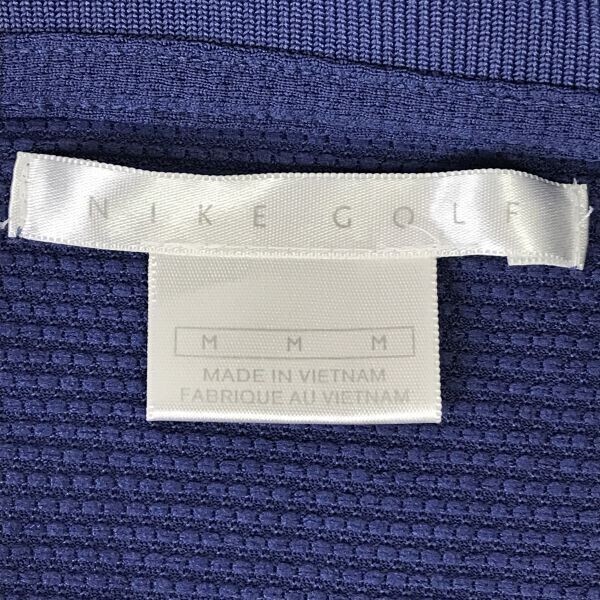 NIKE GOLF
M M M
MADE IN VIETNAM
FABRIQUE AU VIETNAM